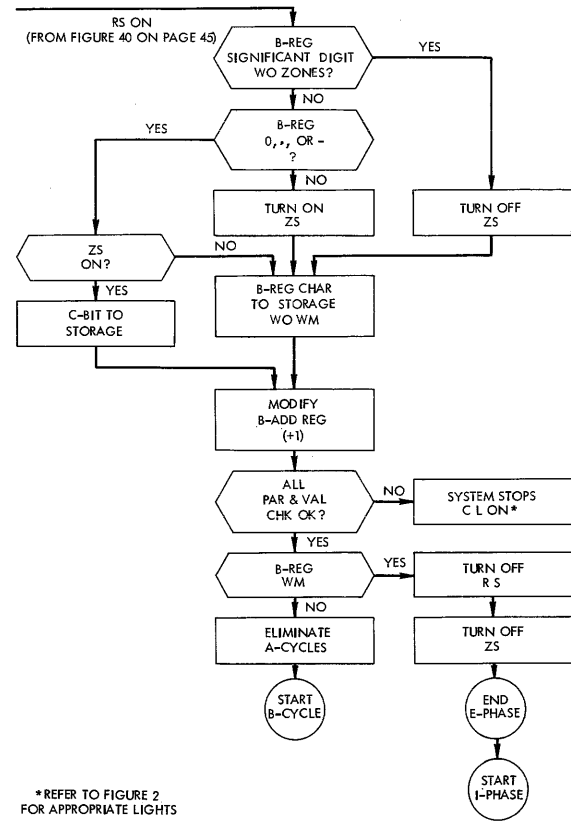 RS ON
(FROM FIGURE 40 ON PAGE 45)
B-REG
SIGNIFICANT DIGIT
WO ZONES?
YES
NO
B-REG
0, ,, OR -
?
YES
NO
TURN ON
ZS
TURN OFF
ZS
ZS
ON?
NO
YES
B-REG CHAR
TO STORAGE
WO WM
C-BIT TO
STORAGE
MODIFY
B-ADD REG
(+1)
ALL
PAR & VAL
CHK OK?
NO
SYSTEM STOPS
C L ON*
YES
B-REG
WM
YES
TURN OFF
R S
NO
ELIMINATE
A-CYCLES
TURN OFF
ZS
START
B-CYCLE
END
E-PHASE
START
I-PHASE
*REFER TO FIGURE 2
FOR APPROPRIATE LIGHTS